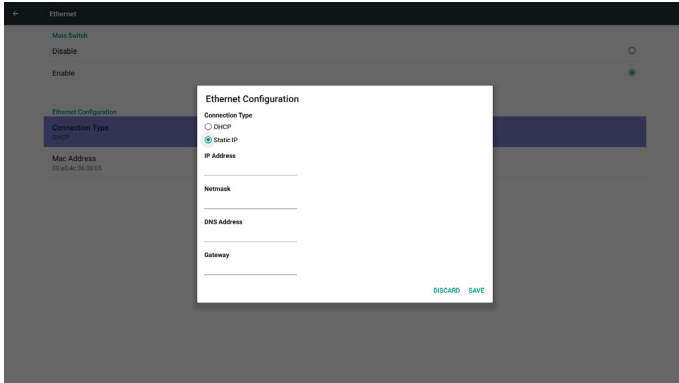 Ethernet
Main Switch
Disable
Enable
Ethernet Configuration
Connection Type
DHCP
Mac Address
Ethernet Configuration
Connection Type
DHCP
Static IP
IP Address
Netmask
DNS Address
Gateway
DISCARD SAVE